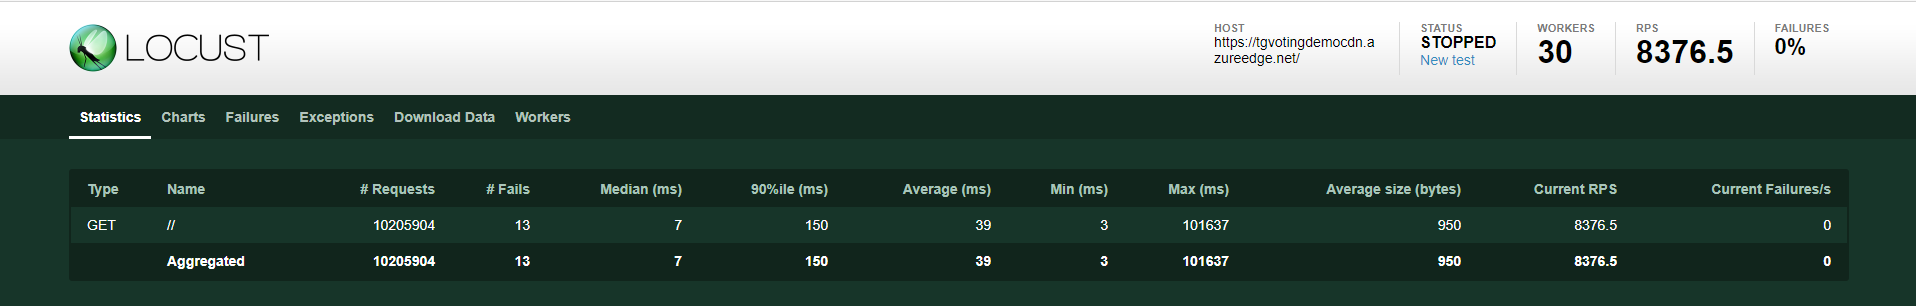 LOCUST
HOST
https://tgvotingdemocdn.a
zureedge.net/
STATUS
STOPPED
New test
WORKERS
30
RPS
8376.5
FAILURES
0%
Statistics Charts Failures Exceptions Download Data Workers
Type Name # Requests # Fails Median (ms) 90%ile (ms) Average (ms) Min (ms) Max (ms) Average size (bytes) Current RPS Current Failures/s
GET // 10205904 13 7 150 39 3 101637 950 8376.5 0
Aggregated 10205904 13 7 150 39 3 101637 950 8376.5 0